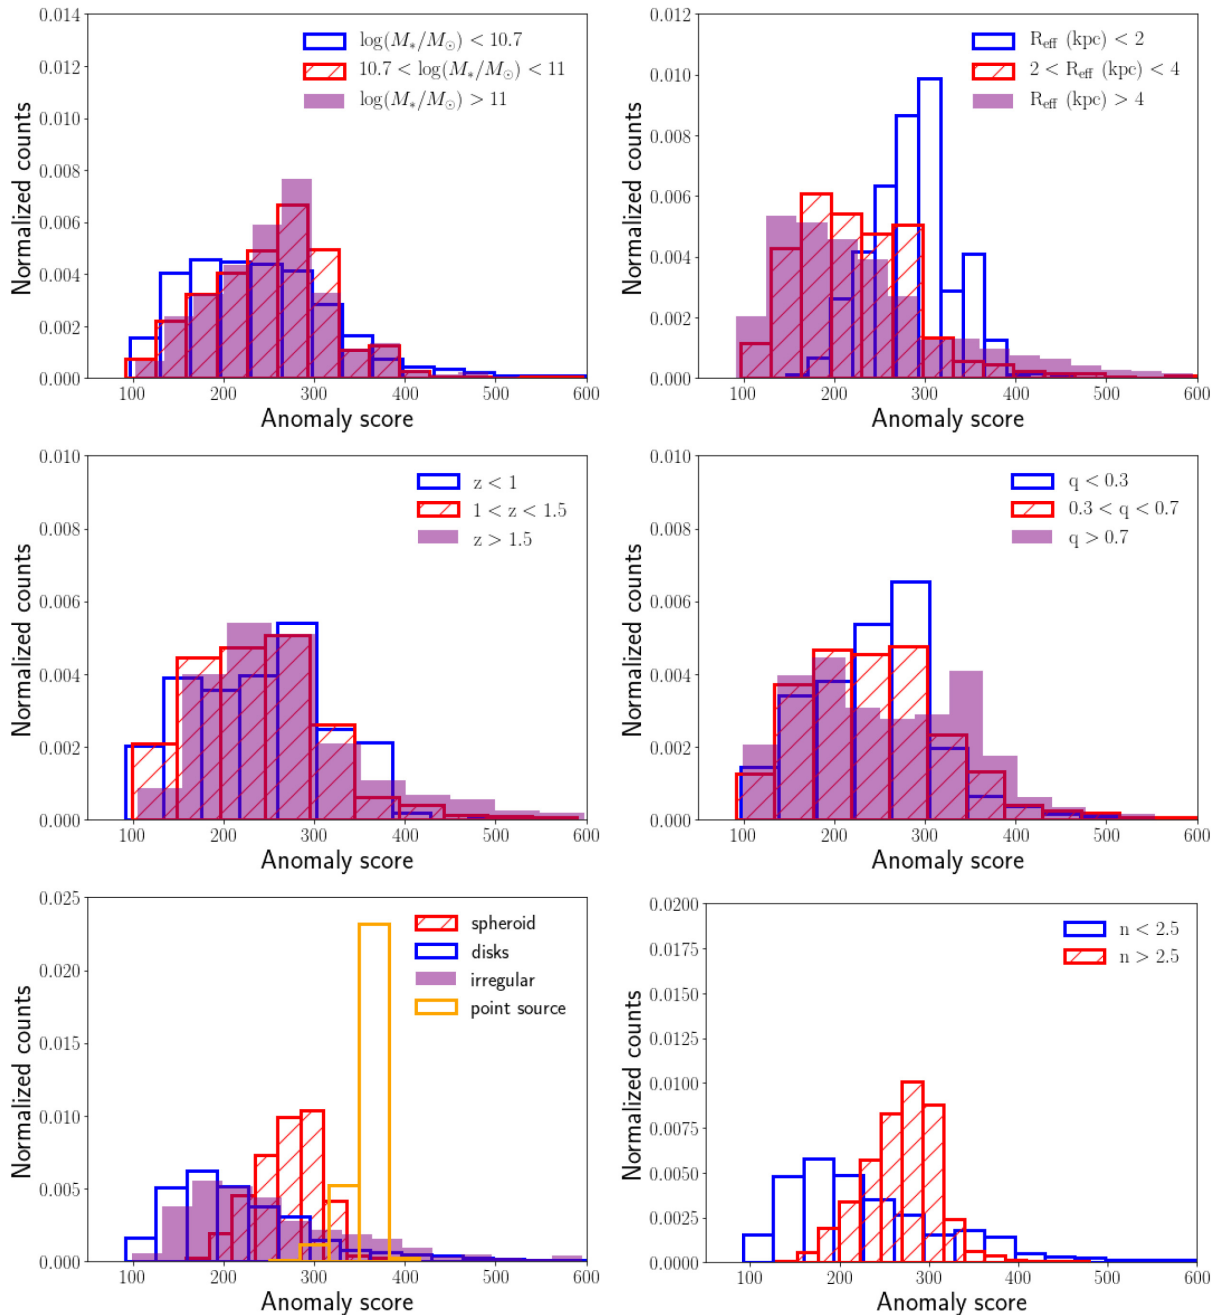 0.014
0.012
0.010
0.008
0.006
0.004
0.002
0.000
Normalized counts
log(M*/M⊙) < 10.7
10.7 < log(M*/M⊙) < 11
log(M*/M⊙) > 11
100 200 300 400 500 600
Anomaly score
0.012
0.010
0.008
0.006
0.004
0.002
0.000
Normalized counts
Reff (kpc) < 2
2 < Reff (kpc) < 4
Reff (kpc) > 4
100 200 300 400 500 600
Anomaly score
0.010
0.008
0.006
0.004
0.002
0.000
Normalized counts
z < 1
1 < z < 1.5
z > 1.5
100 200 300 400 500 600
Anomaly score
0.010
0.008
0.006
0.004
0.002
0.000
Normalized counts
q < 0.3
0.3 < q < 0.7
q > 0.7
100 200 300 400 500 600
Anomaly score
0.025
0.020
0.015
0.010
0.005
0.000
Normalized counts
spheroid
disks
irregular
point source
100 200 300 400 500 600
Anomaly score
0.0200
0.0175
0.0150
0.0125
0.0100
0.0075
0.0050
0.0025
0.0000
Normalized counts
n < 2.5
n > 2.5
100 200 300 400 500 600
Anomaly score